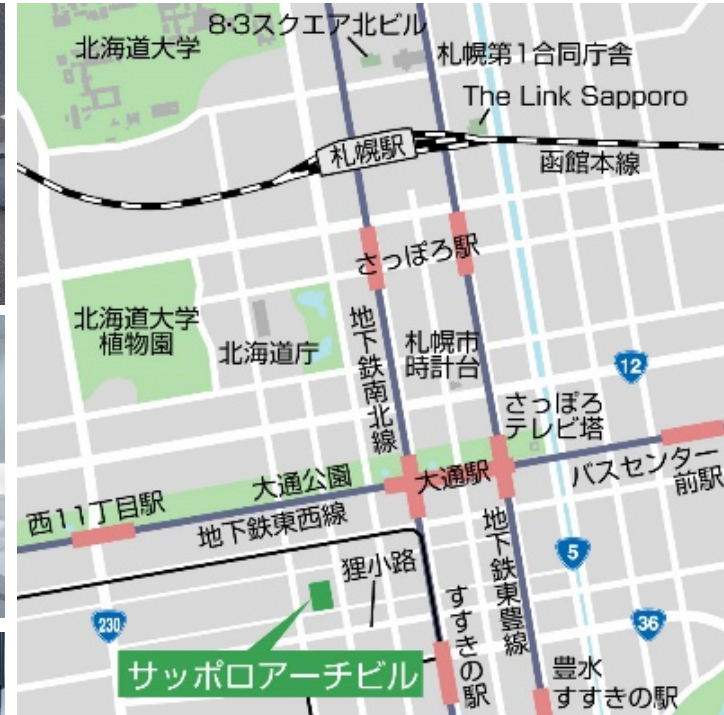 8・3スクエア北ビル
北海道大学
札幌第1合同庁舎
The Link Sapporo
札幌駅
函館本線
さっぽろ駅
北海道大学
植物園
北海道庁
地下鉄南北線
札幌市
時計台
12
さっぽろ
テレビ塔
大通公園
大通駅
バスセンター
前駅
西11丁目駅
地下鉄東西線
地下鉄東豊線
5
狸小路
230
すすきの駅
36
サッポロアーチビル
豊水
すすきの駅